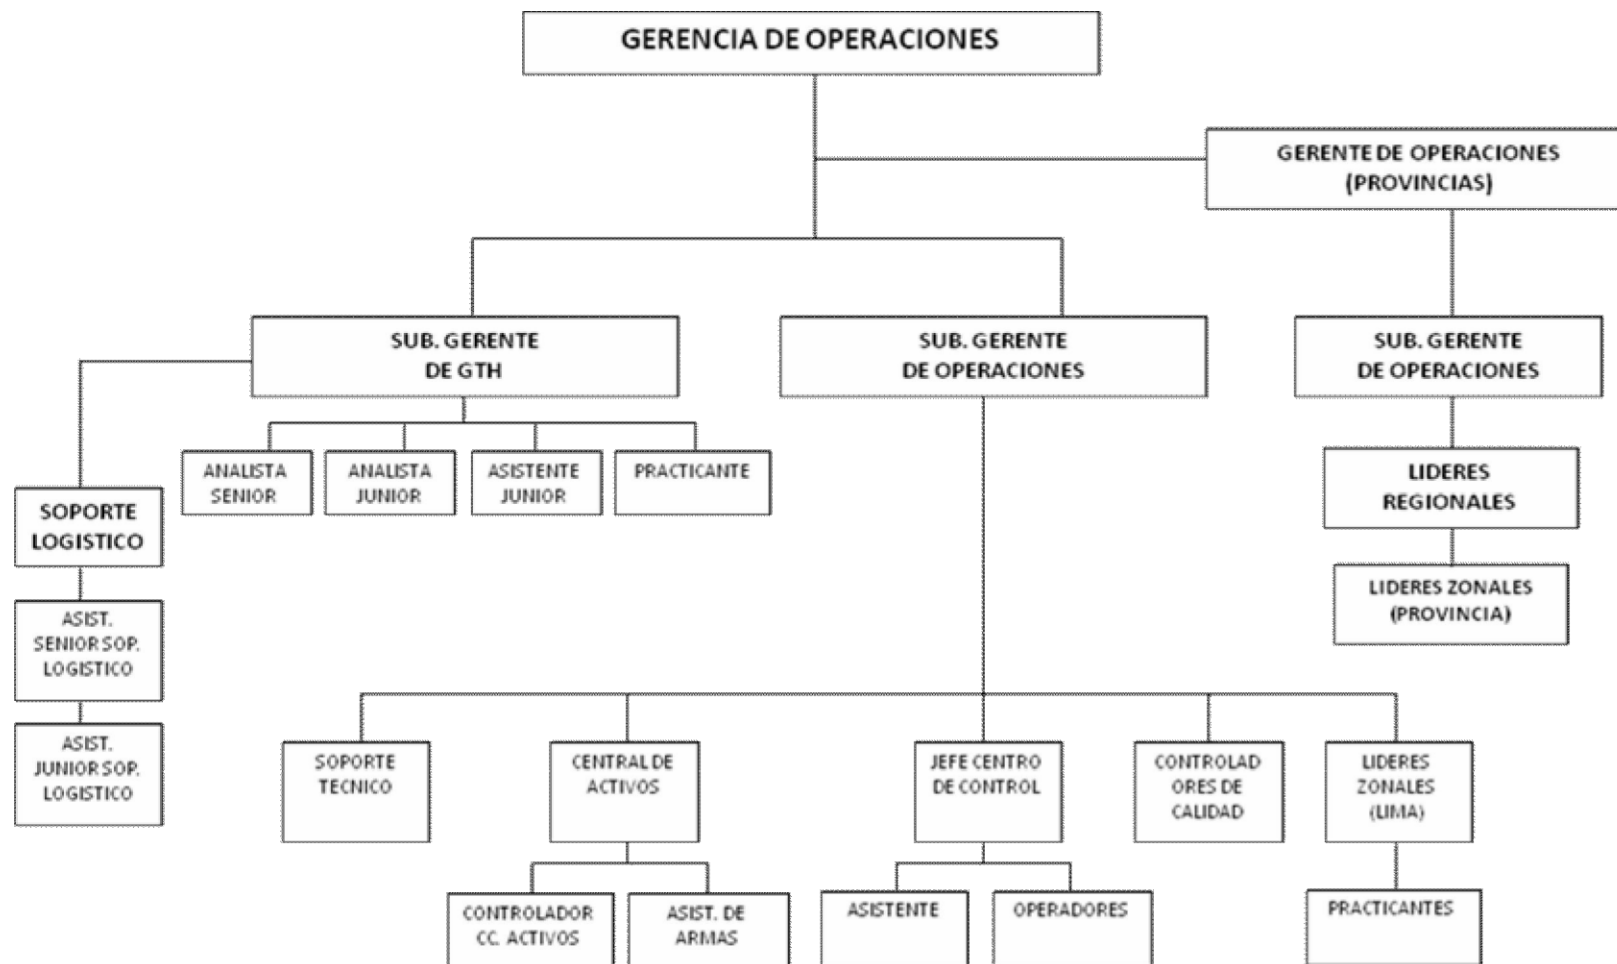 GERENCIA DE OPERACIONES
GERENTE DE OPERACIONES
(PROVINCIAS)
SUB. GERENTE
DE GTH
SUB. GERENTE
DE OPERACIONES
SUB. GERENTE
DE OPERACIONES
ANALISTA
SENIOR
ANALISTA
JUNIOR
ASISTENTE
JUNIOR
PRACTICANTE
LIDERES
REGIONALES
SOPORTE
LOGISTICO
LIDERES ZONALES
(PROVINCIA)
ASIST.
SENIOR SOP.
LOGISTICO
ASIST.
JUNIOR SOP.
LOGISTICO
SOPORTE
TECNICO
CENTRAL DE
ACTIVOS
JEFE CENTRO
DE CONTROL
CONTROLAD
ORES DE
CALIDAD
LIDERES
ZONALES
(LIMA)
CONTROLADOR
CC. ACTIVOS
ASIST. DE
ARMAS
ASISTENTE
OPERADORES
PRACTICANTES